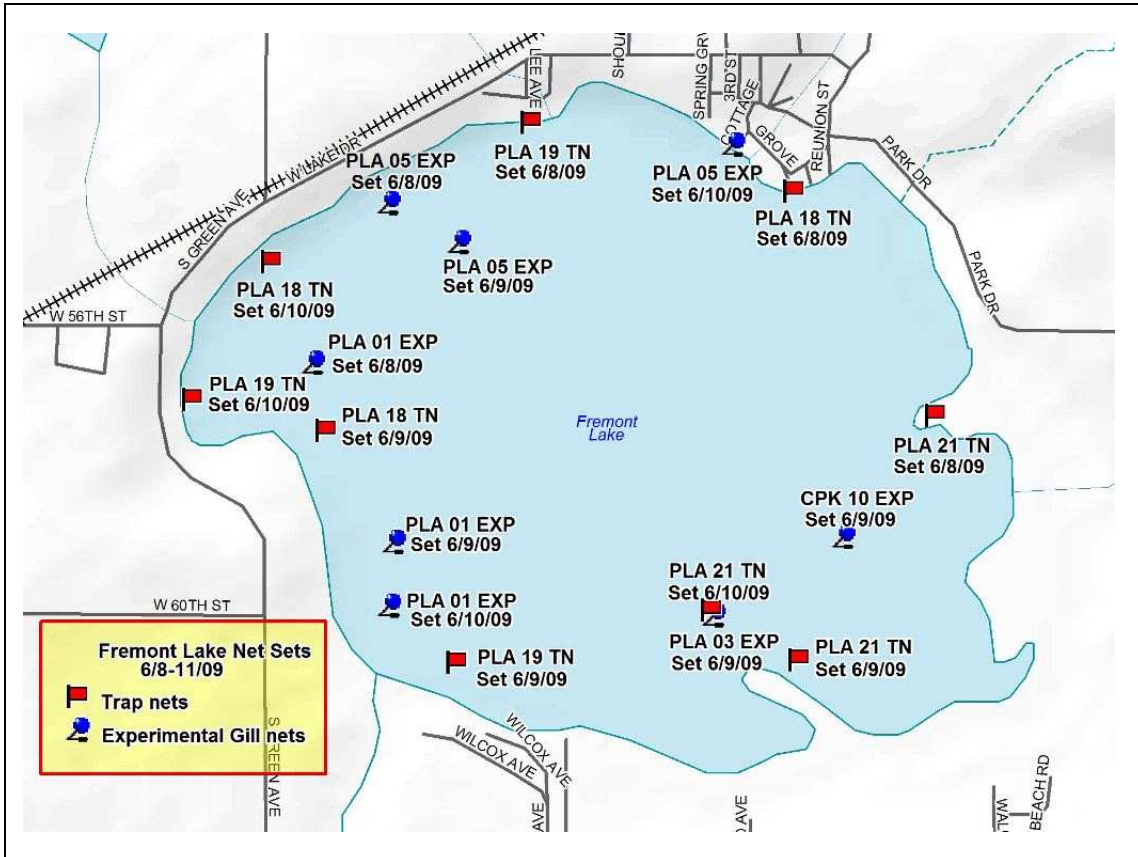 LEE AVE
SHOU
SPRING GRV
3RD ST
COTTAGE
GROVE
REUNION ST
PARK DR
PARK DR
W LAKE DR
S GREEN AVE
W 56TH ST
PLA 05 EXP
Set 6/8/09
PLA 19 TN
Set 6/8/09
PLA 05 EXP
Set 6/10/09
PLA 18 TN
Set 6/8/09
PLA 05 EXP
Set 6/9/09
PLA 18 TN
Set 6/10/09
PLA 01 EXP
Set 6/8/09
PLA 19 TN
Set 6/10/09
PLA 18 TN
Set 6/9/09
Fremont
Lake
PLA 21 TN
Set 6/8/09
CPK 10 EXP
Set 6/9/09
PLA 01 EXP
Set 6/9/09
PLA 01 EXP
Set 6/10/09
PLA 21 TN
Set 6/10/09
PLA 03 EXP
Set 6/9/09
PLA 19 TN
Set 6/9/09
PLA 21 TN
Set 6/9/09
W 60TH ST
Fremont Lake Net Sets
6/8-11/09
Trap nets
Experimental Gill nets
S GREEN AVE
WILCOX AVE
WILCOX AVE
AVE
AVE
WAL
BEACH RD